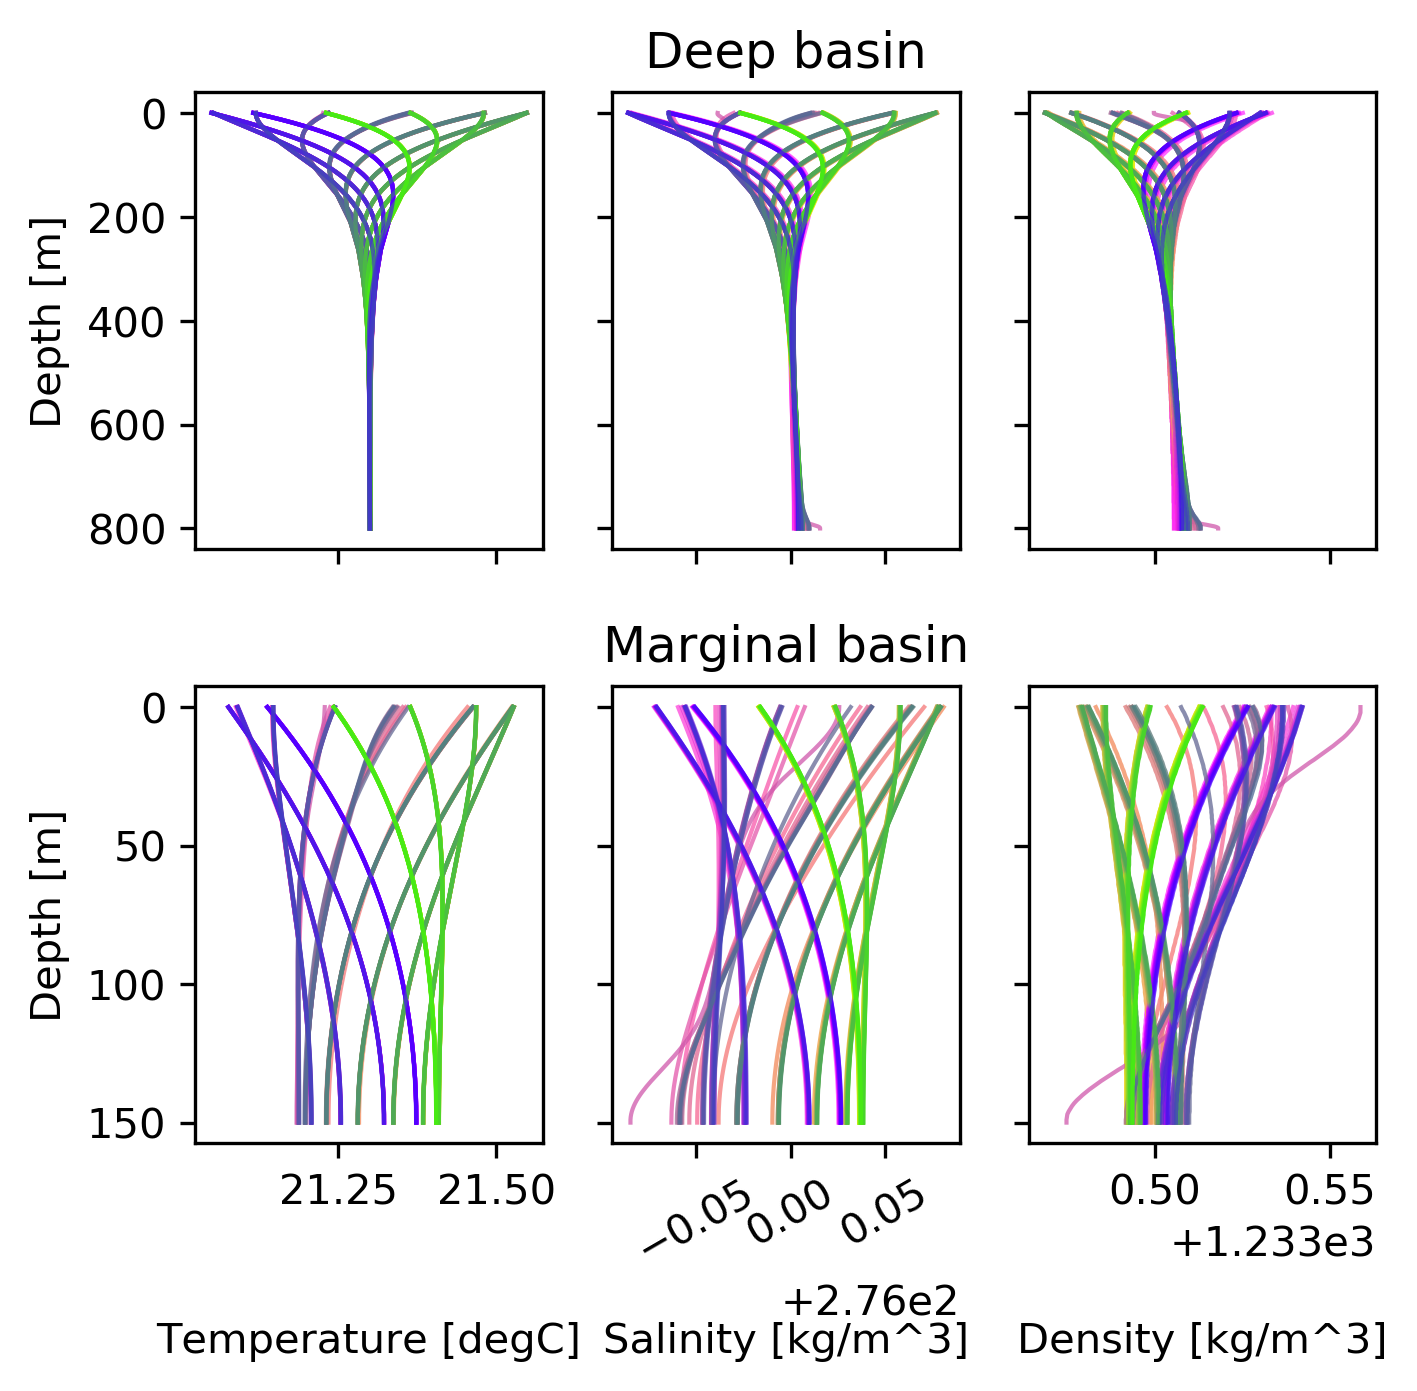 Deep basin
0
200
400
600
800
Depth [m]
Marginal basin
0
50
100
150
Depth [m]
21.25 21.50
−0.05 0.00 0.05
0.50 0.55
+1.233e3
+2.76e2
Temperature [degC] Salinity [kg/m^3] Density [kg/m^3]